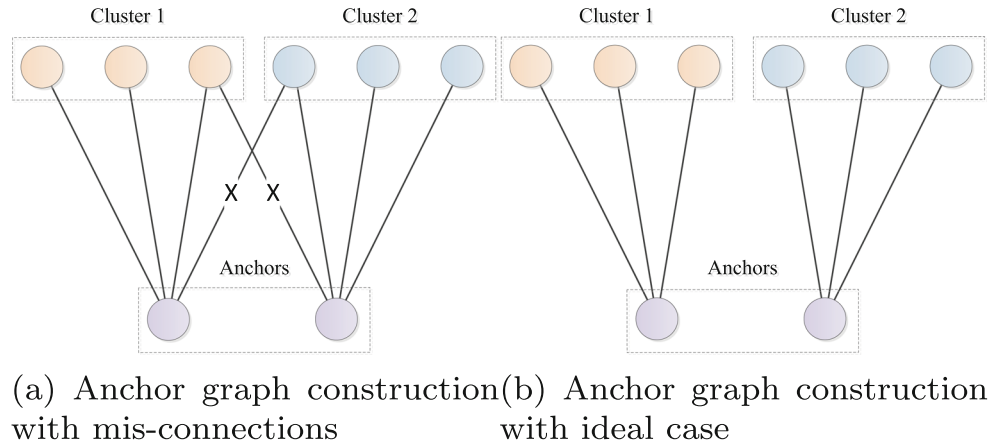 Cluster 1
Cluster 2
X X
Anchors
(a) Anchor graph construction
with mis-connections
Cluster 1
Cluster 2
Anchors
(b) Anchor graph construction
with ideal case